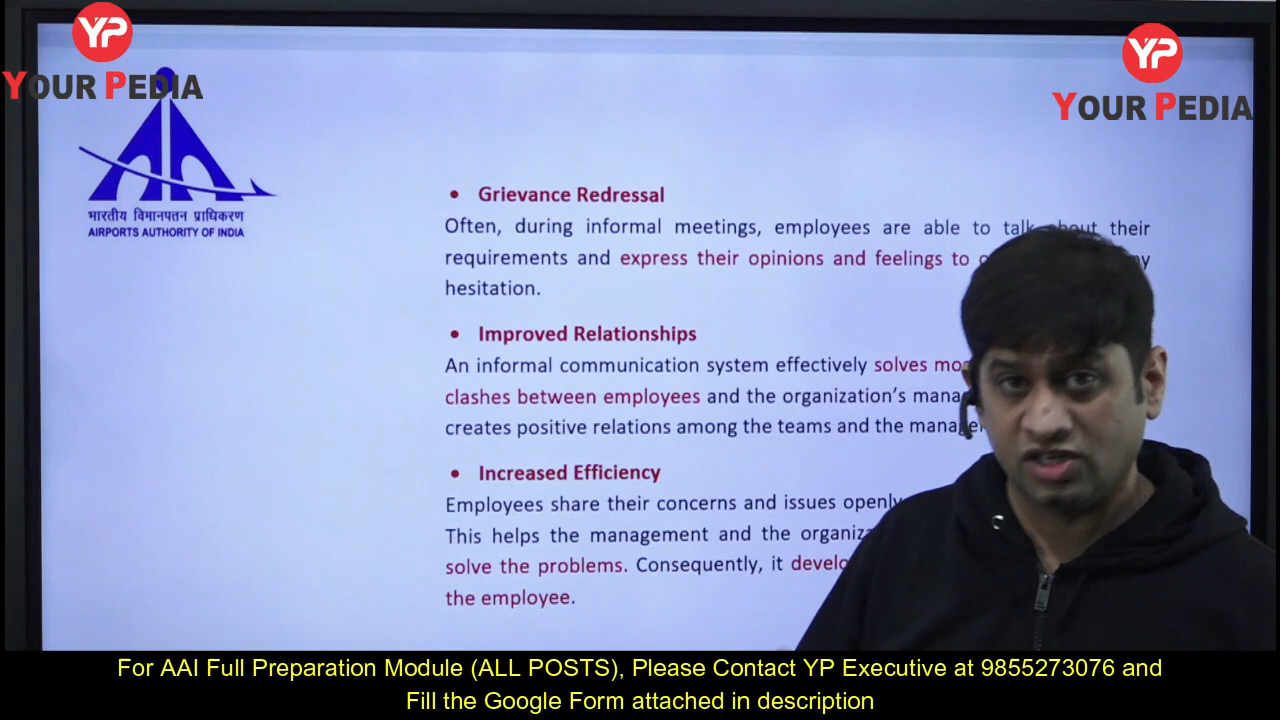 YP
YOUR PEDIA
YP
YOUR PEDIA
भारतीय विमानपत्तन प्राधिकरण
AIRPORTS AUTHORITY OF INDIA
• Grievance Redressal
Often, during informal meetings, employees are able to talk about their
requirements and express their opinions and feelings to
hesitation.
• Improved Relationships
An informal communication system effectively solves
clashes between employees and the organization's
creates positive relations among the teams and the
• Increased Efficiency
Employees share their concerns and issues openly
This helps the management and the
solve the problems. Consequently, it
the employee.
For AAI Full Preparation Module (ALL POSTS), Please Contact YP Executive at 9855273076 and
Fill the Google Form attached in description